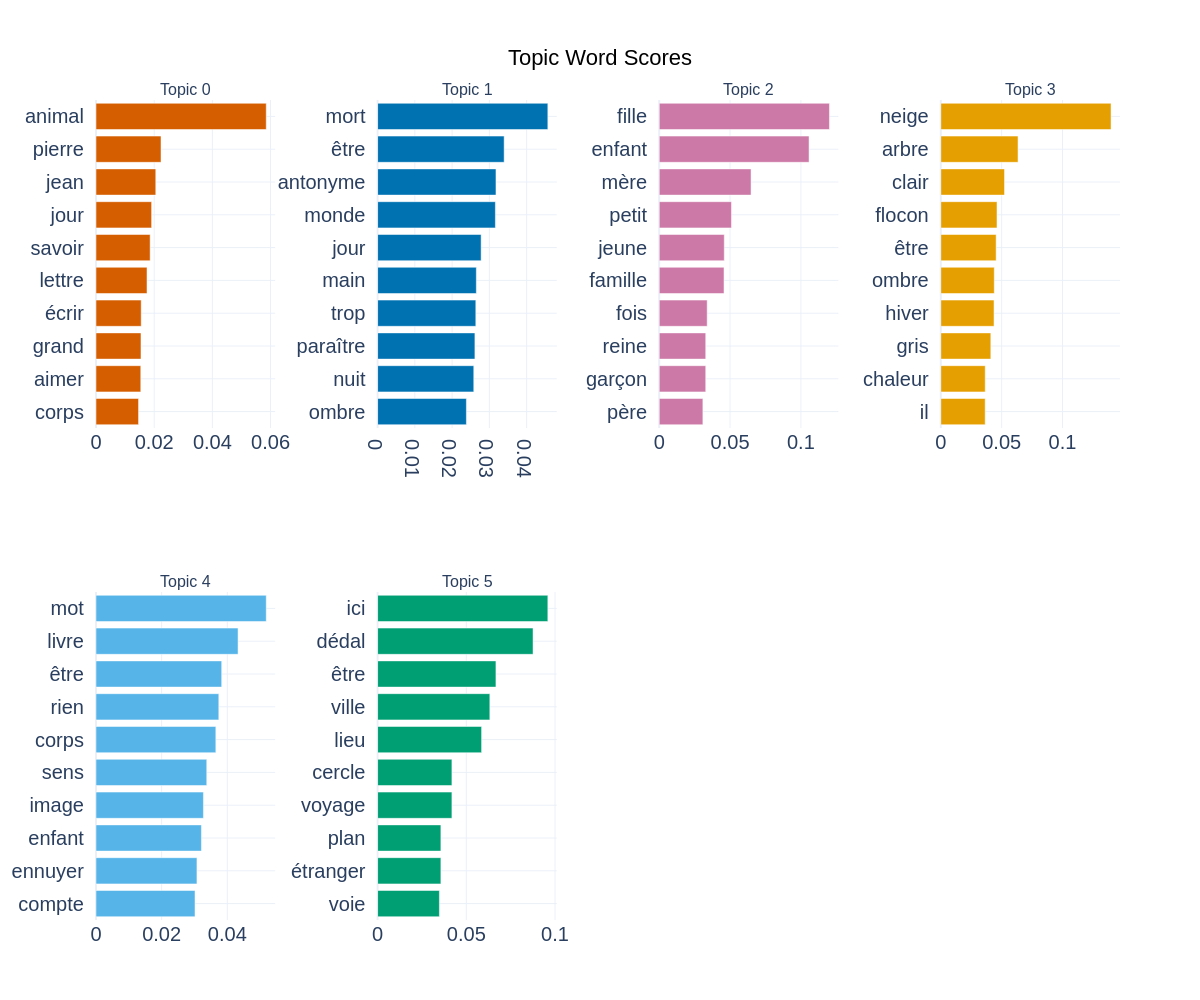 Topic Word Scores
Topic 0
animal
pierre
jean
jour
savoir
lettre
écrir
grand
aimer
corps
0 0.02 0.04 0.06
Topic 1
mort
être
antonyme
monde
jour
main
trop
paraître
nuit
ombre
0 0.01 0.02 0.03 0.04
Topic 2
fille
enfant
mère
petit
jeune
famille
fois
reine
garçon
père
0 0.05 0.1
Topic 3
neige
arbre
clair
flocon
être
ombre
hiver
gris
chaleur
il
0 0.05 0.1
Topic 4
mot
livre
être
rien
corps
sens
image
enfant
ennuyer
compte
0 0.02 0.04
Topic 5
ici
dédal
être
ville
lieu
cercle
voyage
plan
étranger
voie
0 0.05 0.1